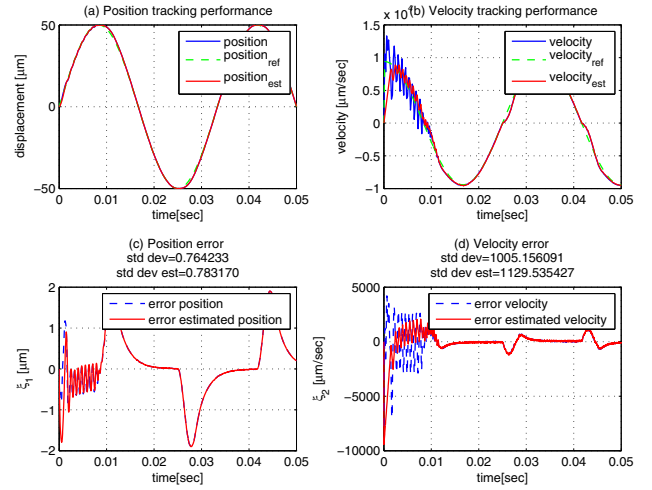 (a) Position tracking performance
50
0
−50
0
0.01
0.02
0.03
0.04
0.05
displacement [μm]
time[sec]
position
position_ref
position_est
x 10
(b) Velocity tracking performance
1.5
1
0.5
0
−0.5
−1
0
0.01
0.02
0.03
0.04
0.05
velocity [μm/sec]
time[sec]
velocity
velocity_ref
velocity_est
(c) Position error
std dev=0.764233
std dev est=0.783170
2
1
0
−1
−2
0
0.01
0.02
0.03
0.04
0.05
ξ_1 [μm]
time[sec]
error position
error estimated position
(d) Velocity error
std dev=1005.156091
std dev est=1129.535427
5000
0
−5000
−10000
0
0.01
0.02
0.03
0.04
0.05
ξ_2 [μm/sec]
time[sec]
error velocity
error estimated velocity